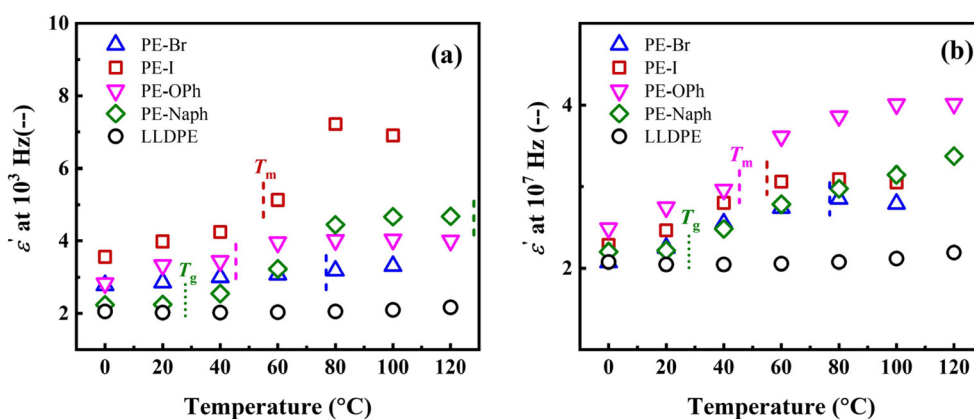 10
8
6
4
2
ε' at 10³ Hz(--)
(a)
PE-Br
PE-I
PE-OPh
PE-Naph
LLDPE
Tm
Tg
0 20 40 60 80 100 120
Temperature (°C)
4
2
ε' at 10⁷ Hz (--)
(b)
PE-Br
PE-I
PE-OPh
PE-Naph
LLDPE
Tm
Tg
0 20 40 60 80 100 120
Temperature (°C)